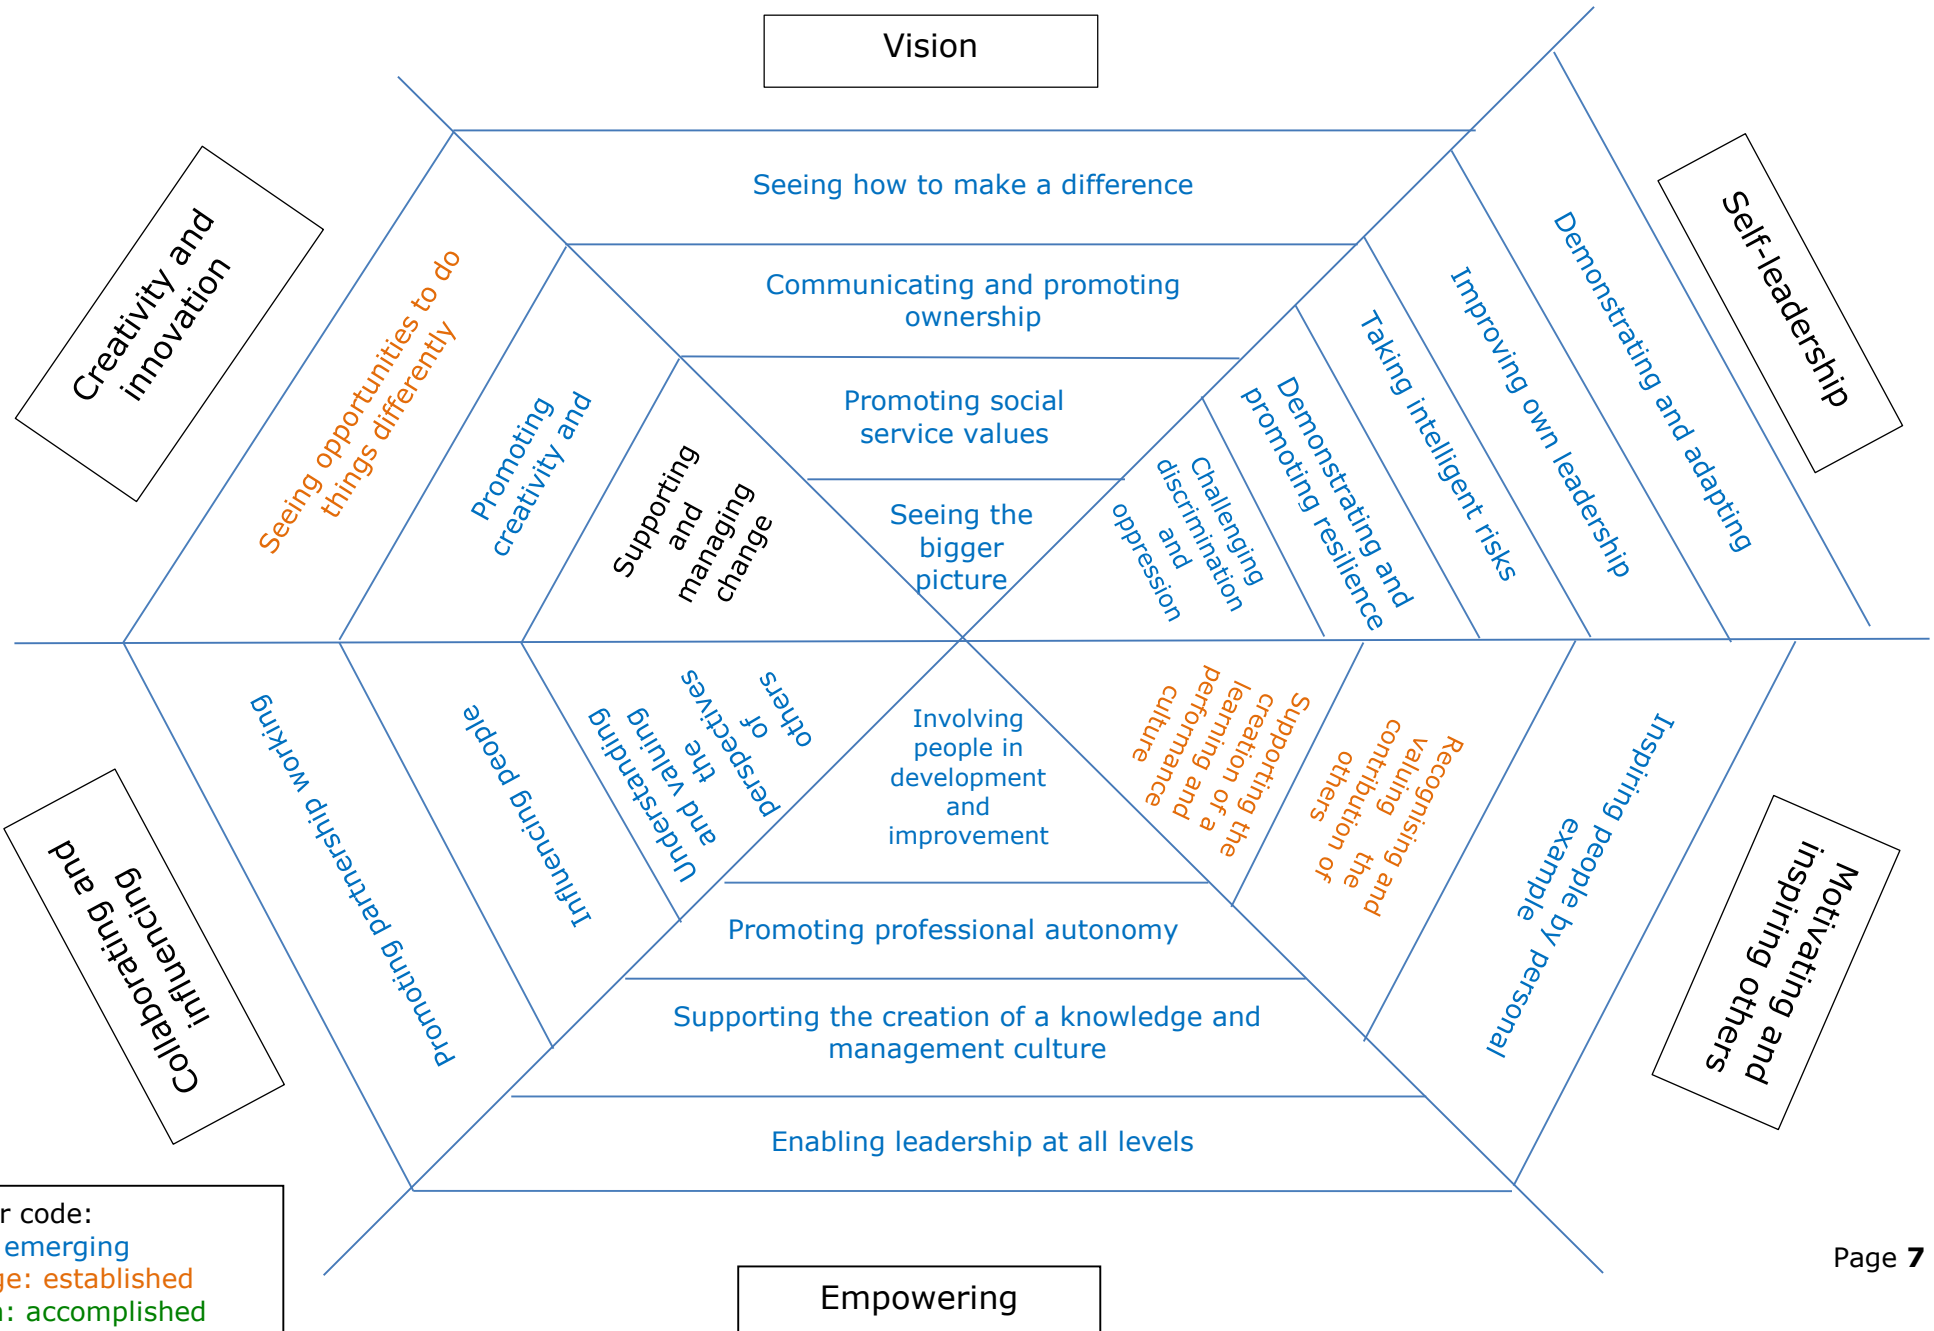 Vision
Seeing how to make a difference
Communicating and promoting
ownership
Promoting social
service values
Seeing the
bigger
picture
Self-leadership
Demonstrating and adapting
Improving own leadership
Taking intelligent risks
Demonstrating and
promoting resilience
Challenging
discrimination
and
oppression
Motivating and
inspiring others
Inspiring people by personal
example
Recognising and
valuing the
contribution of
others
Supporting the
creation of a
learning and
performance
culture
Empowering
Involving
people in
development
and
improvement
Promoting professional autonomy
Supporting the creation of a knowledge and
management culture
Enabling leadership at all levels
Collaborating and
influencing
Promoting partnership working
Influencing people
Understanding
and valuing
the
perspectives
of
others
Creativity and
innovation
Seeing opportunities to do
things differently
Promoting
creativity and
Supporting
and
managing
change
r code:
emerging
ge: established
n: accomplished
Page 7